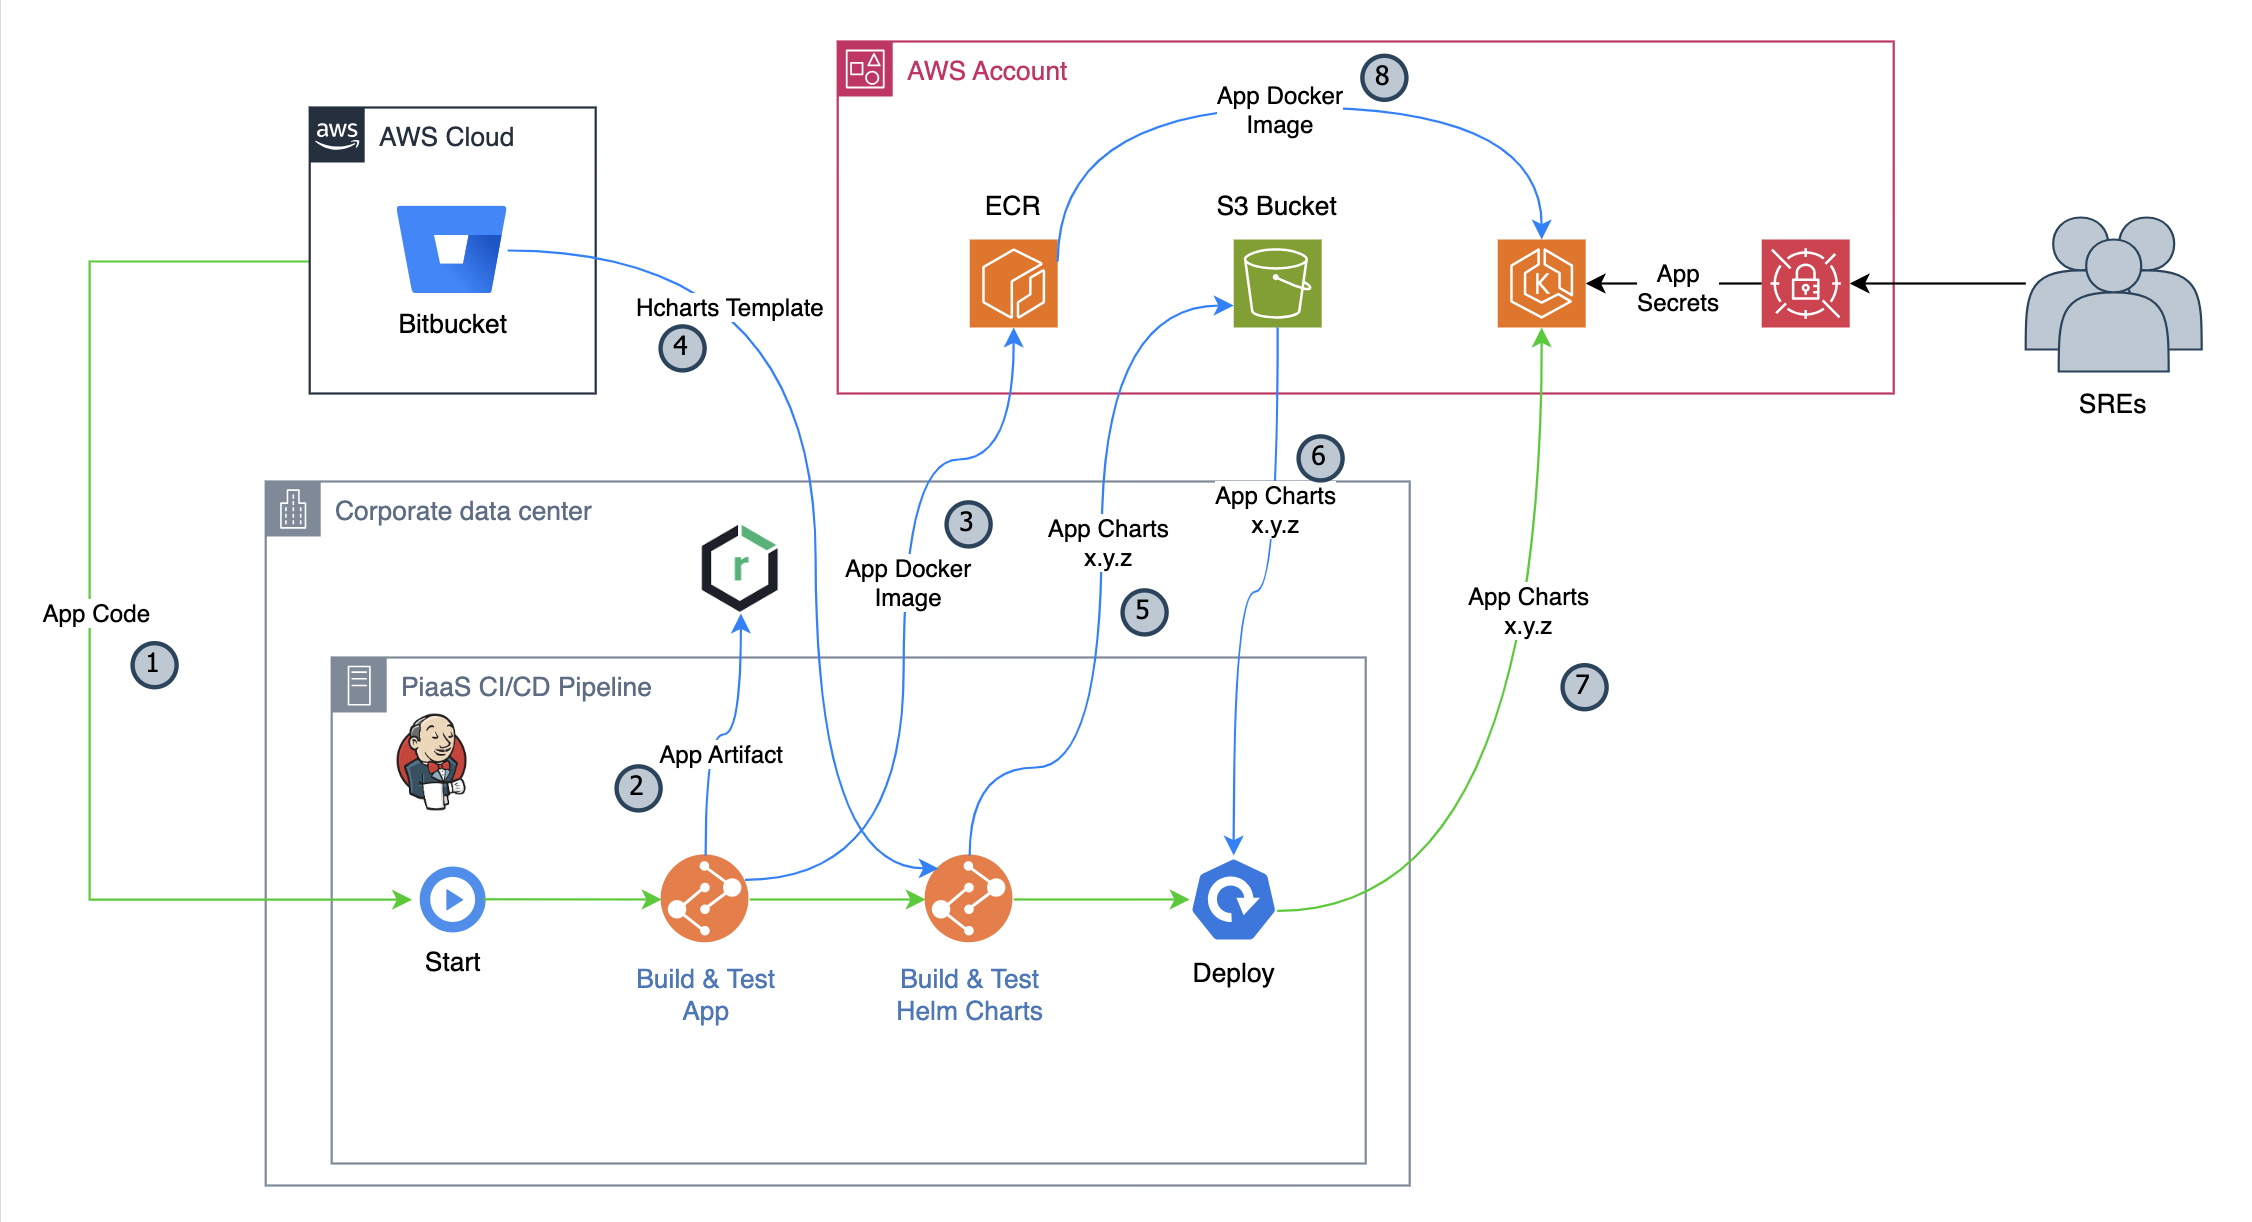 AWS Account
8
App Docker
Image
aws
AWS Cloud
ECR
S3 Bucket
K
App
Secrets
Bitbucket
Hcharts Template
4
SREs
6
Corporate data center
App Charts
x.y.z
3
App Charts
x.y.z
r
App Docker
Image
5
App Charts
x.y.z
App Code
1
7
PiaaS CI/CD Pipeline
App Artifact
2
Start
Build & Test
App
Build & Test
Helm Charts
Deploy